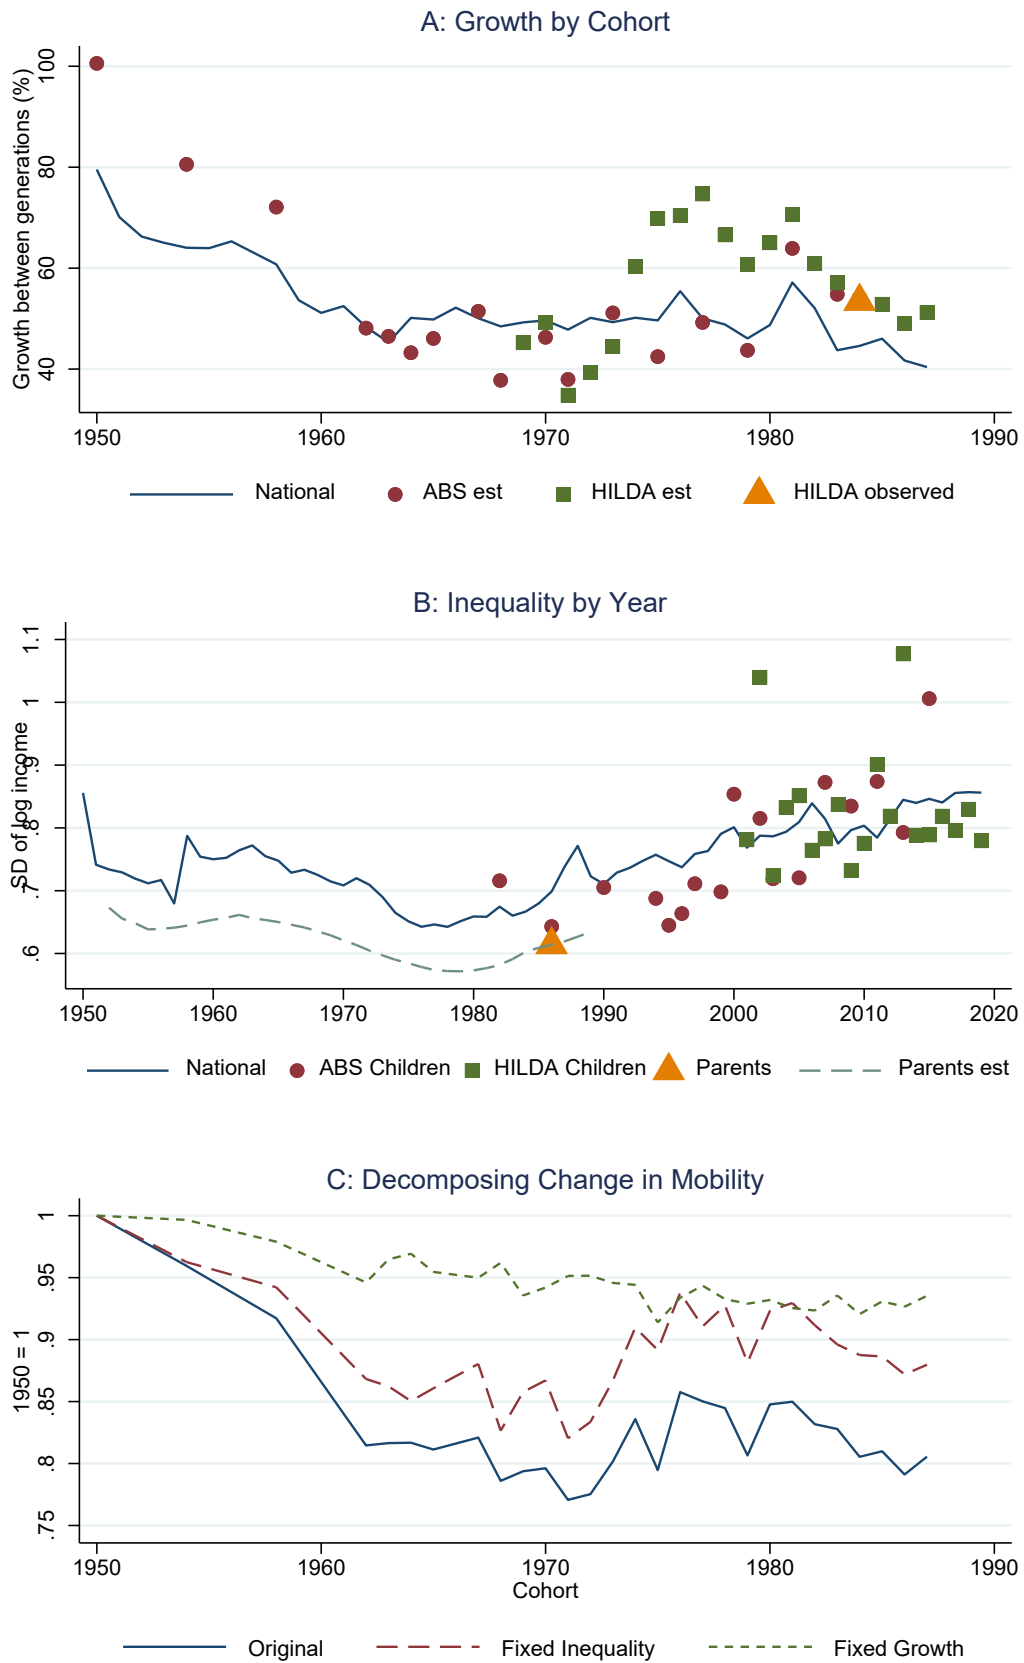 A: Growth by Cohort
Growth between generations (%)
100
80
60
40
1950 1960 1970 1980 1990
National ABS est HILDA est HILDA observed
B: Inequality by Year
SD of log income
1.1
1
.9
.8
.7
.6
1950 1960 1970 1980 1990 2000 2010 2020
National ABS Children HILDA Children Parents Parents est
C: Decomposing Change in Mobility
1950 = 1
1
.95
.9
.85
.8
.75
1950 1960 1970 1980 1990
Cohort
Original Fixed Inequality Fixed Growth